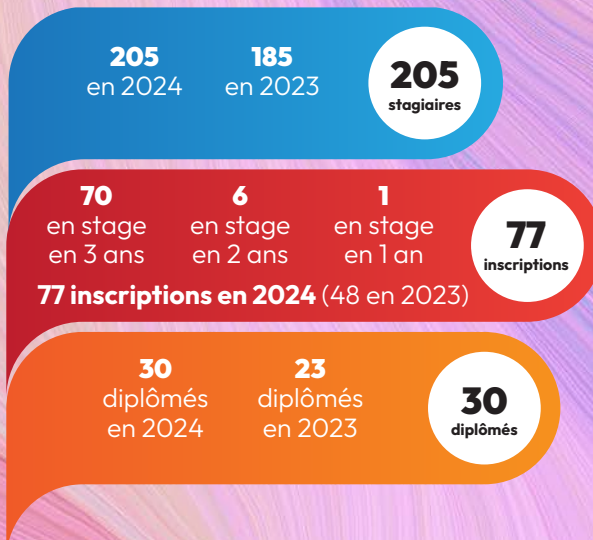 205
en 2024
185
en 2023
205
stagiaires
70
en stage
en 3 ans
6
en stage
en 2 ans
1
en stage
en 1 an
77 inscriptions en 2024 (48 en 2023)
77
inscriptions
30
diplômés
en 2024
23
diplômés
en 2023
30
diplômés